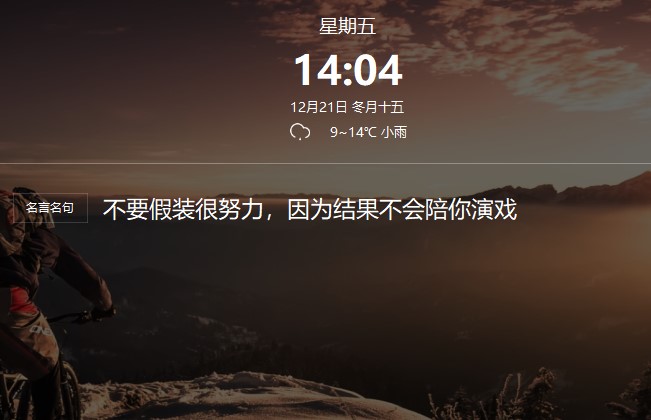 星期五
14:04
12月21日 冬月十五
9~14℃ 小雨
名言名句
不要假装很努力，因为结果不会陪你演戏